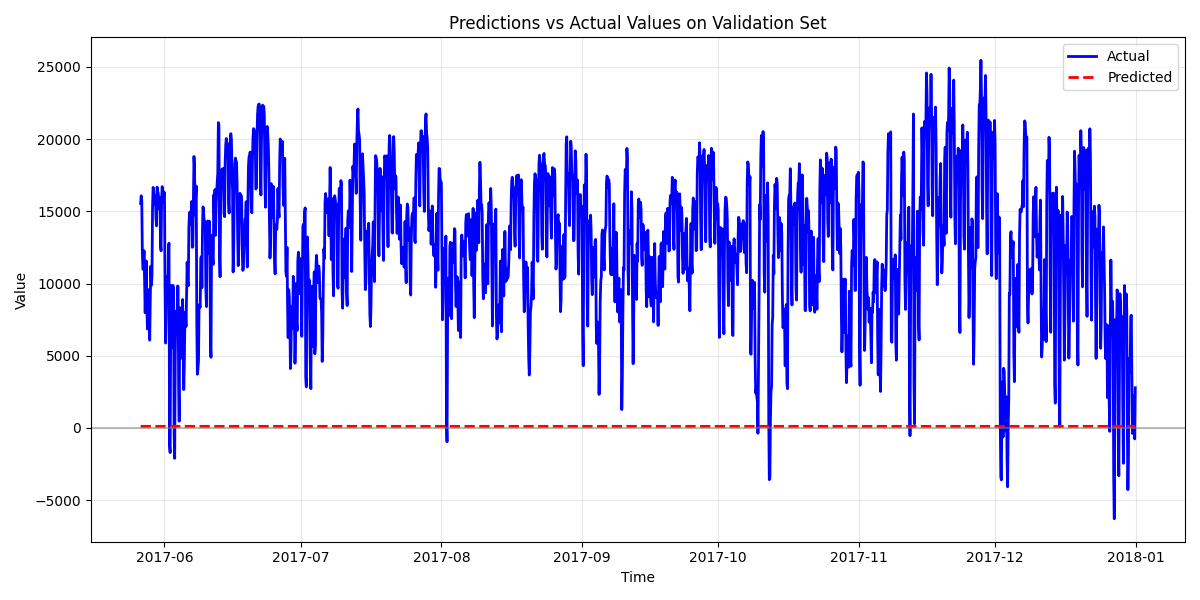 Predictions vs Actual Values on Validation Set
Actual
Predicted
25000
20000
15000
10000
5000
0
−5000
Value
2017-06 2017-07 2017-08 2017-09 2017-10 2017-11 2017-12 2018-01
Time